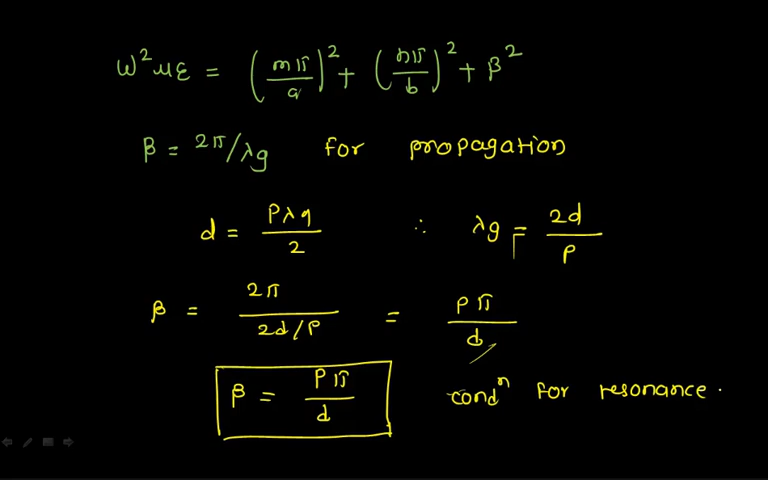 ω²με = (mπ/a)² + (nπ/b)² + β²
β = 2π/λg for propagation
d = Pλg/2 ∴ λg = 2d/P
β = 2π/(2d/P) = Pπ/d
β = Pπ/d condⁿ for resonance.